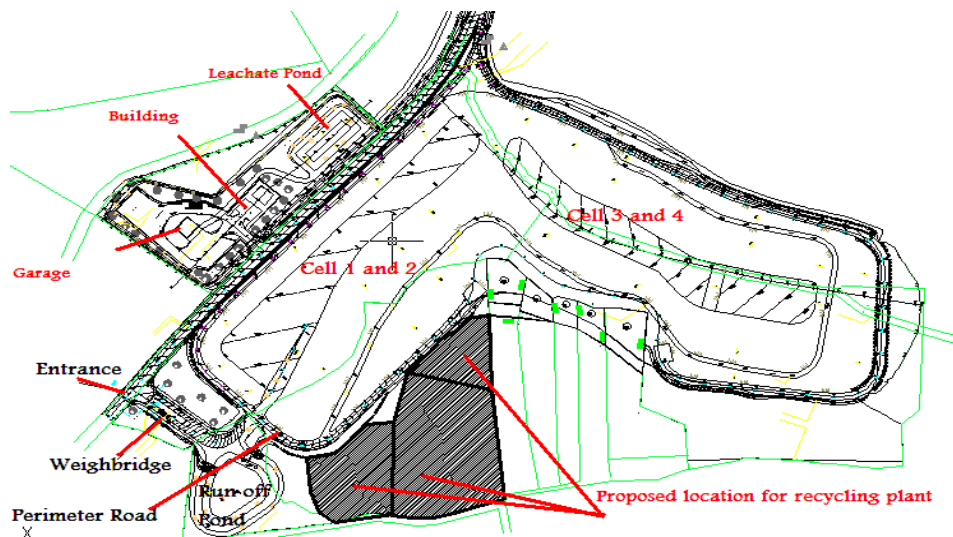 Leachate Pond
Building
Cell 3 and 4
Cell 1 and 2
Garage
Entrance
Weighbridge
Run-off
Pond
Proposed location for recycling plant
Perimeter Road
X